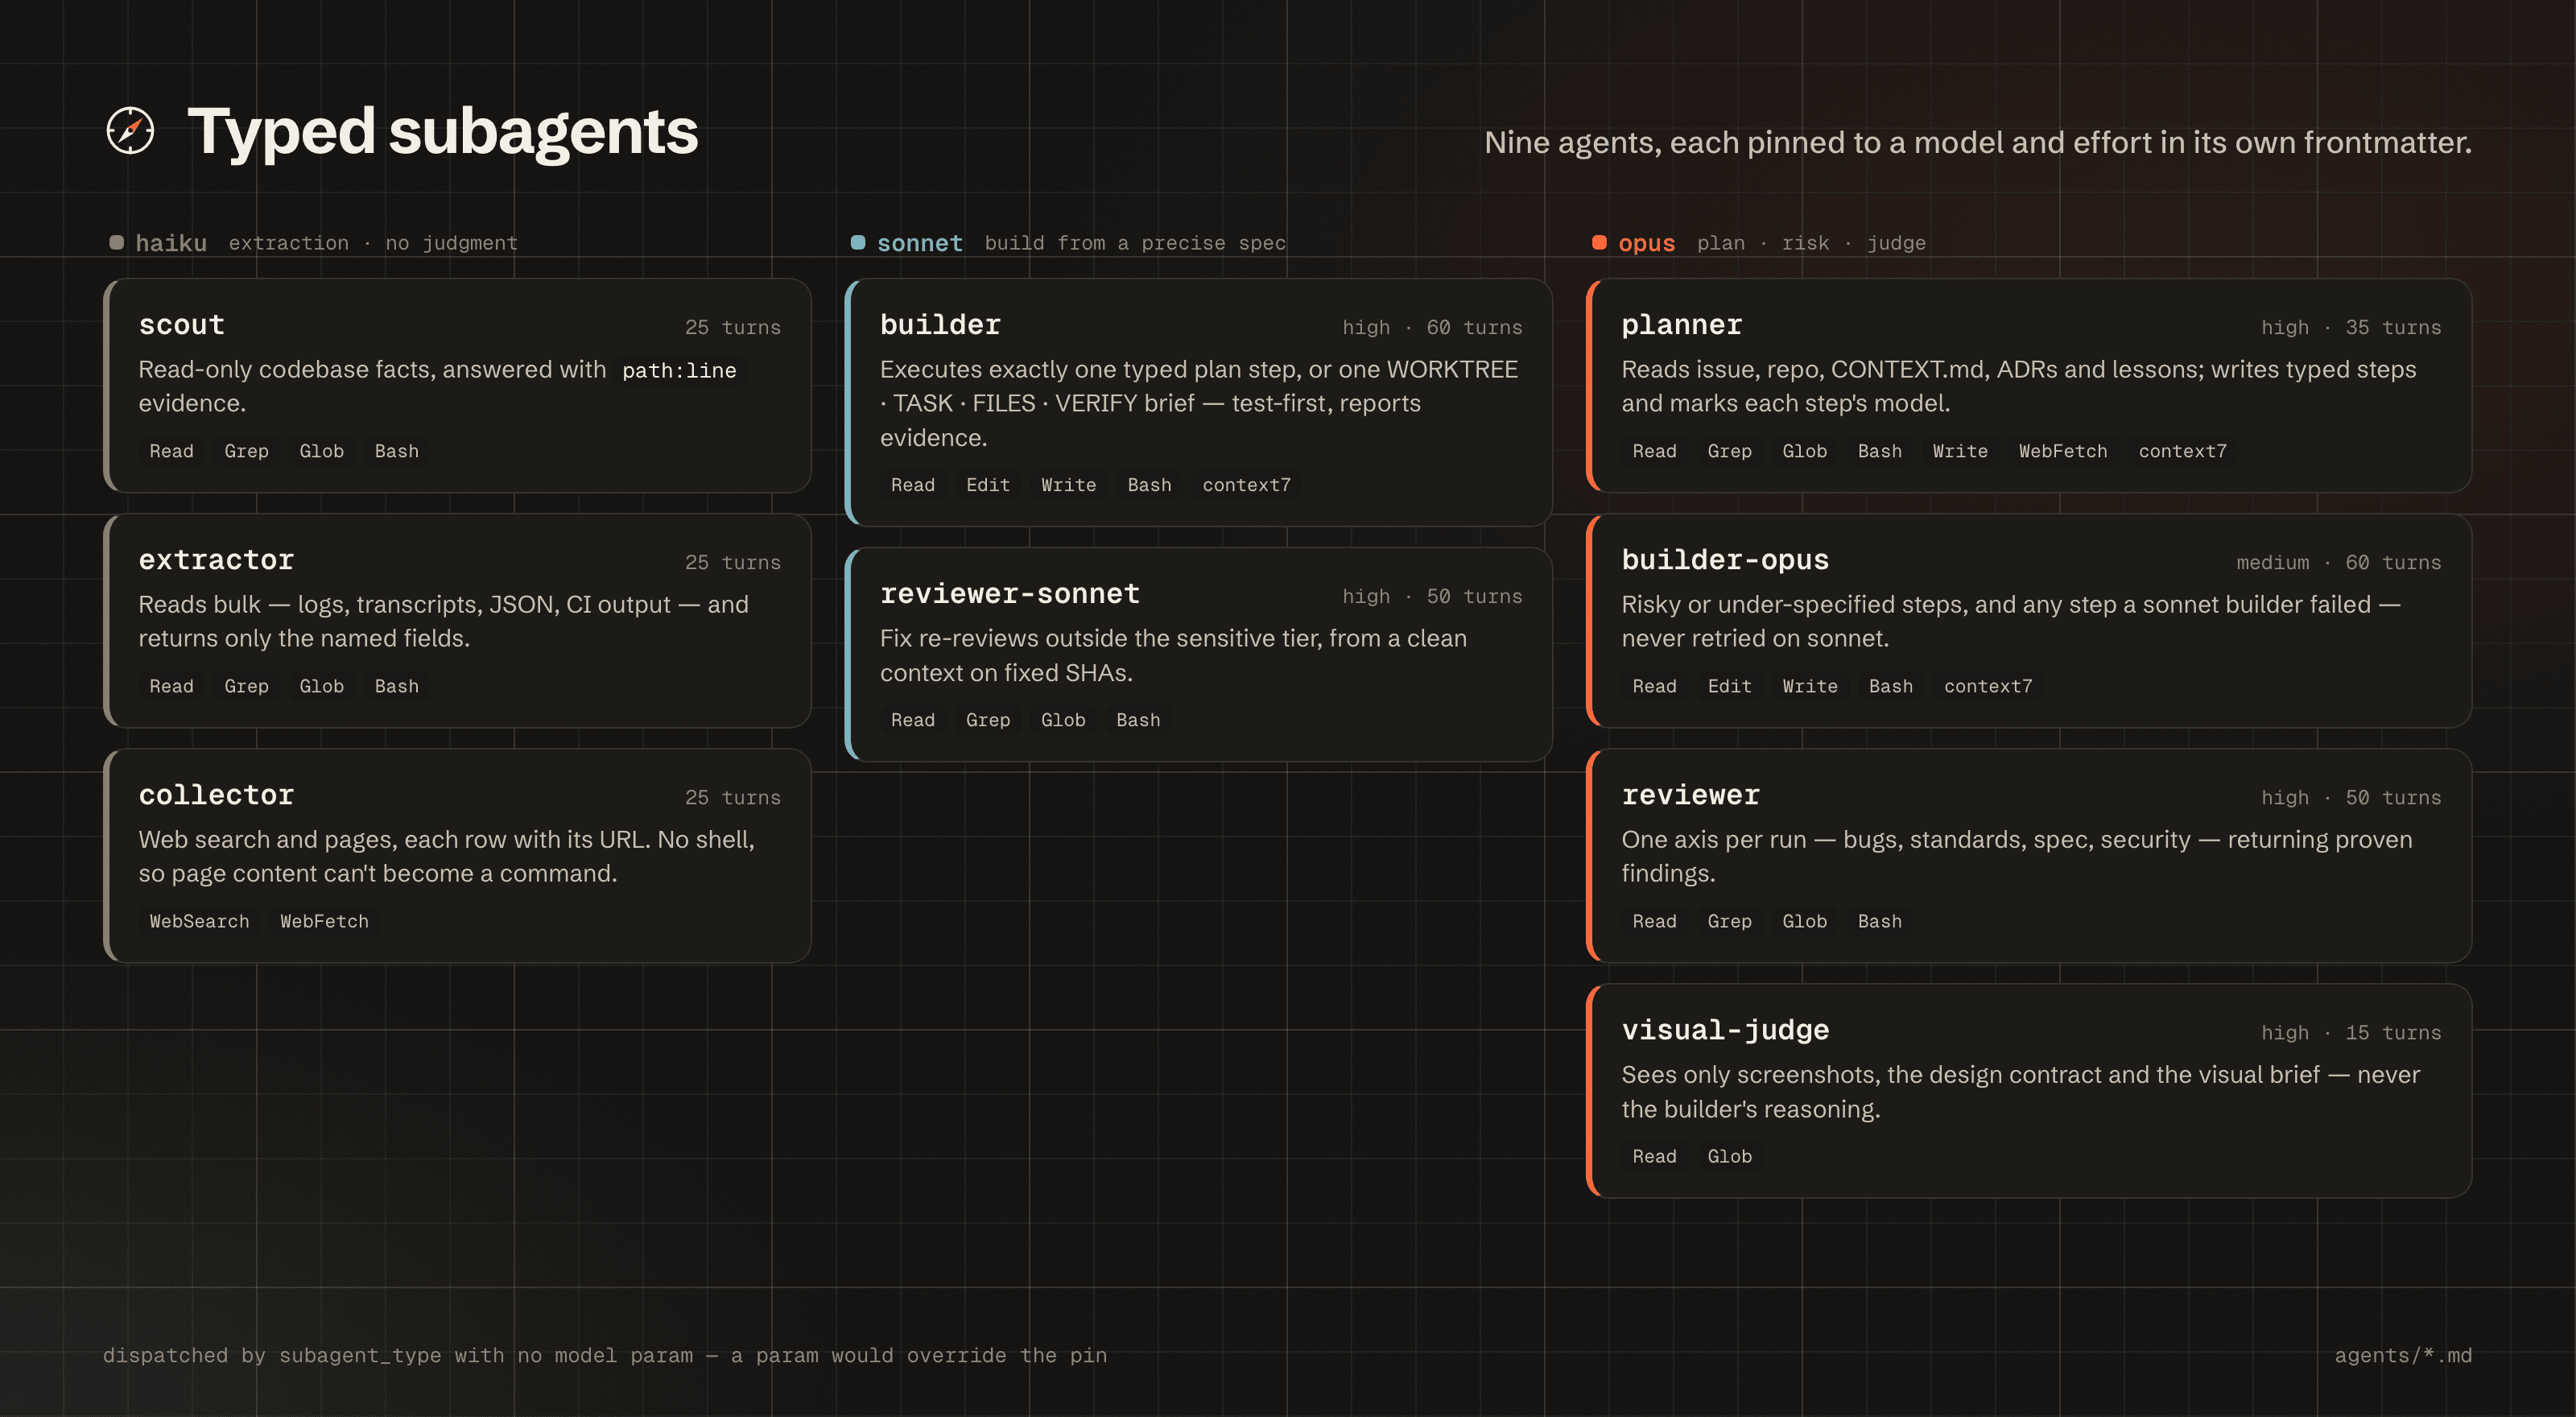 Typed subagents
Nine agents, each pinned to a model and effort in its own frontmatter.
haiku extraction · no judgment
scout 25 turns
Read-only codebase facts, answered with path:line
evidence.
Read Grep Glob Bash
extractor 25 turns
Reads bulk — logs, transcripts, JSON, CI output — and
returns only the named fields.
Read Grep Glob Bash
collector 25 turns
Web search and pages, each row with its URL. No shell,
so page content can't become a command.
WebSearch WebFetch
sonnet build from a precise spec
builder high · 60 turns
Executes exactly one typed plan step, or one WORKTREE
· TASK · FILES · VERIFY brief — test-first, reports
evidence.
Read Edit Write Bash context7
reviewer-sonnet high · 50 turns
Fix re-reviews outside the sensitive tier, from a clean
context on fixed SHAs.
Read Grep Glob Bash
opus plan · risk · judge
planner high · 35 turns
Reads issue, repo, CONTEXT.md, ADRs and lessons; writes typed steps
and marks each step's model.
Read Grep Glob Bash Write WebFetch context7
builder-opus medium · 60 turns
Risky or under-specified steps, and any step a sonnet builder failed —
never retried on sonnet.
Read Edit Write Bash context7
reviewer high · 50 turns
One axis per run — bugs, standards, spec, security — returning proven
findings.
Read Grep Glob Bash
visual-judge high · 15 turns
Sees only screenshots, the design contract and the visual brief — never
the builder's reasoning.
Read Glob
dispatched by subagent_type with no model param — a param would override the pin
agents/*.md